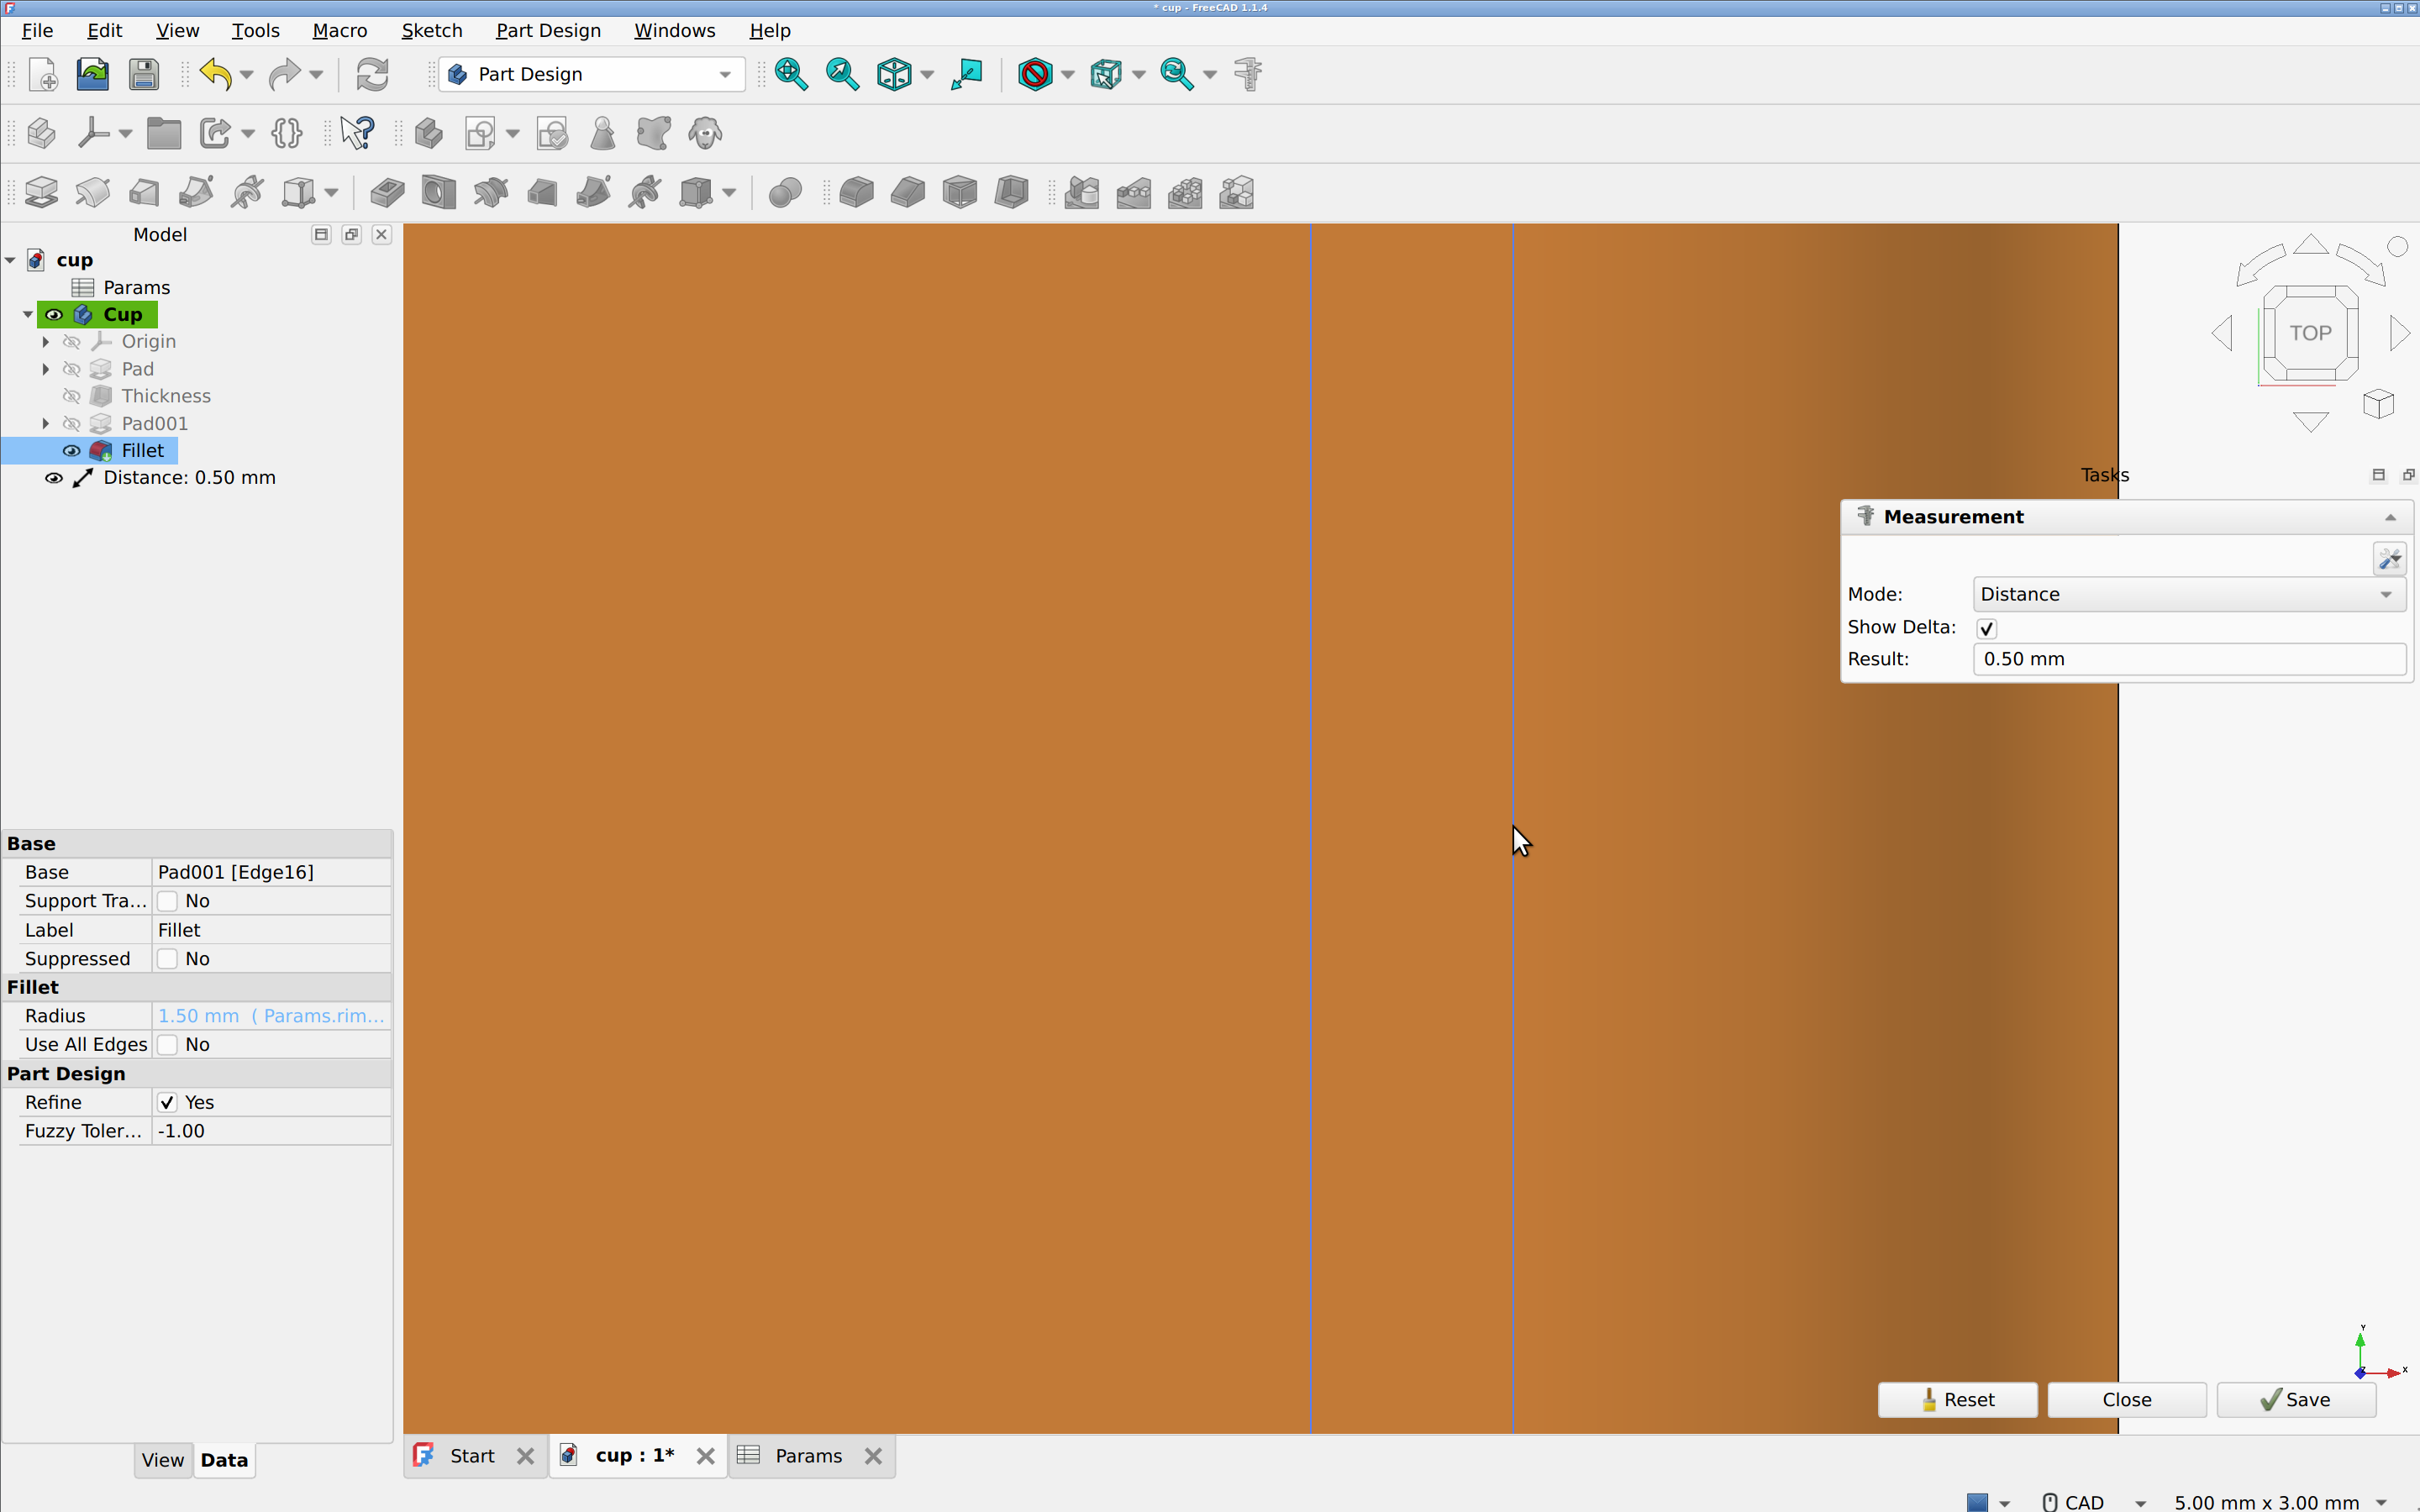 * cup - FreeCAD 1.1.4
File Edit View Tools Macro Sketch Part Design Windows Help
Part Design
Model
cup
Params
Cup
Origin
Pad
Thickness
Pad001
Fillet
Distance: 0.50 mm
TOP
Tasks
Measurement
Mode: Distance
Show Delta:
Result: 0.50 mm
Base
Base Pad001 [Edge16]
Support Tra... No
Label Fillet
Suppressed No
Fillet
Radius 1.50 mm ( Params.rim...
Use All Edges No
Part Design
Refine Yes
Fuzzy Toler... -1.00
Y
Z
X
Reset Close Save
View Data
Start cup : 1* Params
CAD 5.00 mm x 3.00 mm